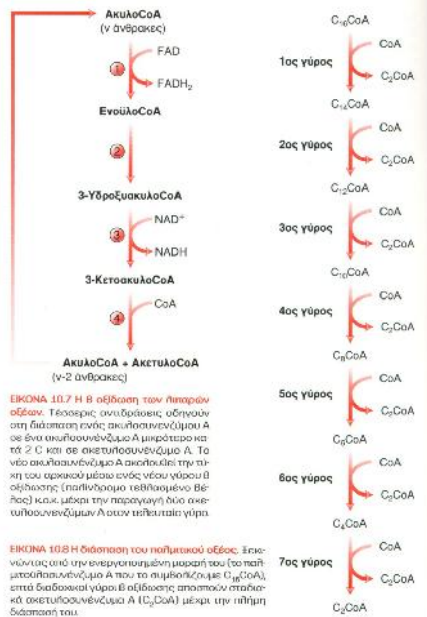 ΑκυλοCoA
(ν άνθρακες)
FAD
1
FADH₂
ΕνοϋλοCoA
2
3-ΥδροξυακυλοCoA
NAD⁺
3
NADH
3-ΚετοακυλοCoA
CoA
4
ΑκυλοCoA + ΑκετυλοCoA
(ν-2 άνθρακες)
ΕΙΚΟΝΑ 10.7 Η Β οξίδωση των λιπαρών
οξέων. Τέσσερις αντιδράσεις οδηγούν
στη διάσπαση ενός ακυλοσυνενζύμου Α
σε ένα ακυλοσυνένζυμο Α μικρότερο κα-
τά 2 C και σε ακετυλοσυνένζυμο Α. Το
νέο ακυλοσυνένζυμο Α ακολουθεί την τύ-
χη του αρχικού μέσω ενός νέου γύρου β
οξίδωσης (παλίνδρομο τεθλασμένο βέ-
λος) κ.ο.κ. μέχρι την παραγωγή δύο ακε-
τυλοσυνενζύμων Α στον τελευταίο γύρο.
ΕΙΚΟΝΑ 10.8 Η διάσπαση του παλμιτικού οξέος. Ξεκι-
νώντας από την ενεργοποιημένη μορφή του (το παλ-
μιτοϋλοσυνένζυμο Α που το συμβολίζουμε C₁₆CoA),
επτά διαδοχικοί γύροι Β οξίδωσης αποσπούν σταδια-
κά ακετυλοσυνένζυμο Α (C₂CoA) μέχρι την πλήρη
διάσπασή του.
C₁₆CoA
CoA
1ος γύρος
C₂CoA
C₁₄CoA
CoA
2ος γύρος
C₂CoA
C₁₂CoA
CoA
3ος γύρος
C₂CoA
C₁₀CoA
CoA
4ος γύρος
C₂CoA
C₈CoA
CoA
5ος γύρος
C₂CoA
C₆CoA
CoA
6ος γύρος
C₂CoA
C₄CoA
CoA
7ος γύρος
C₂CoA
C₂CoA